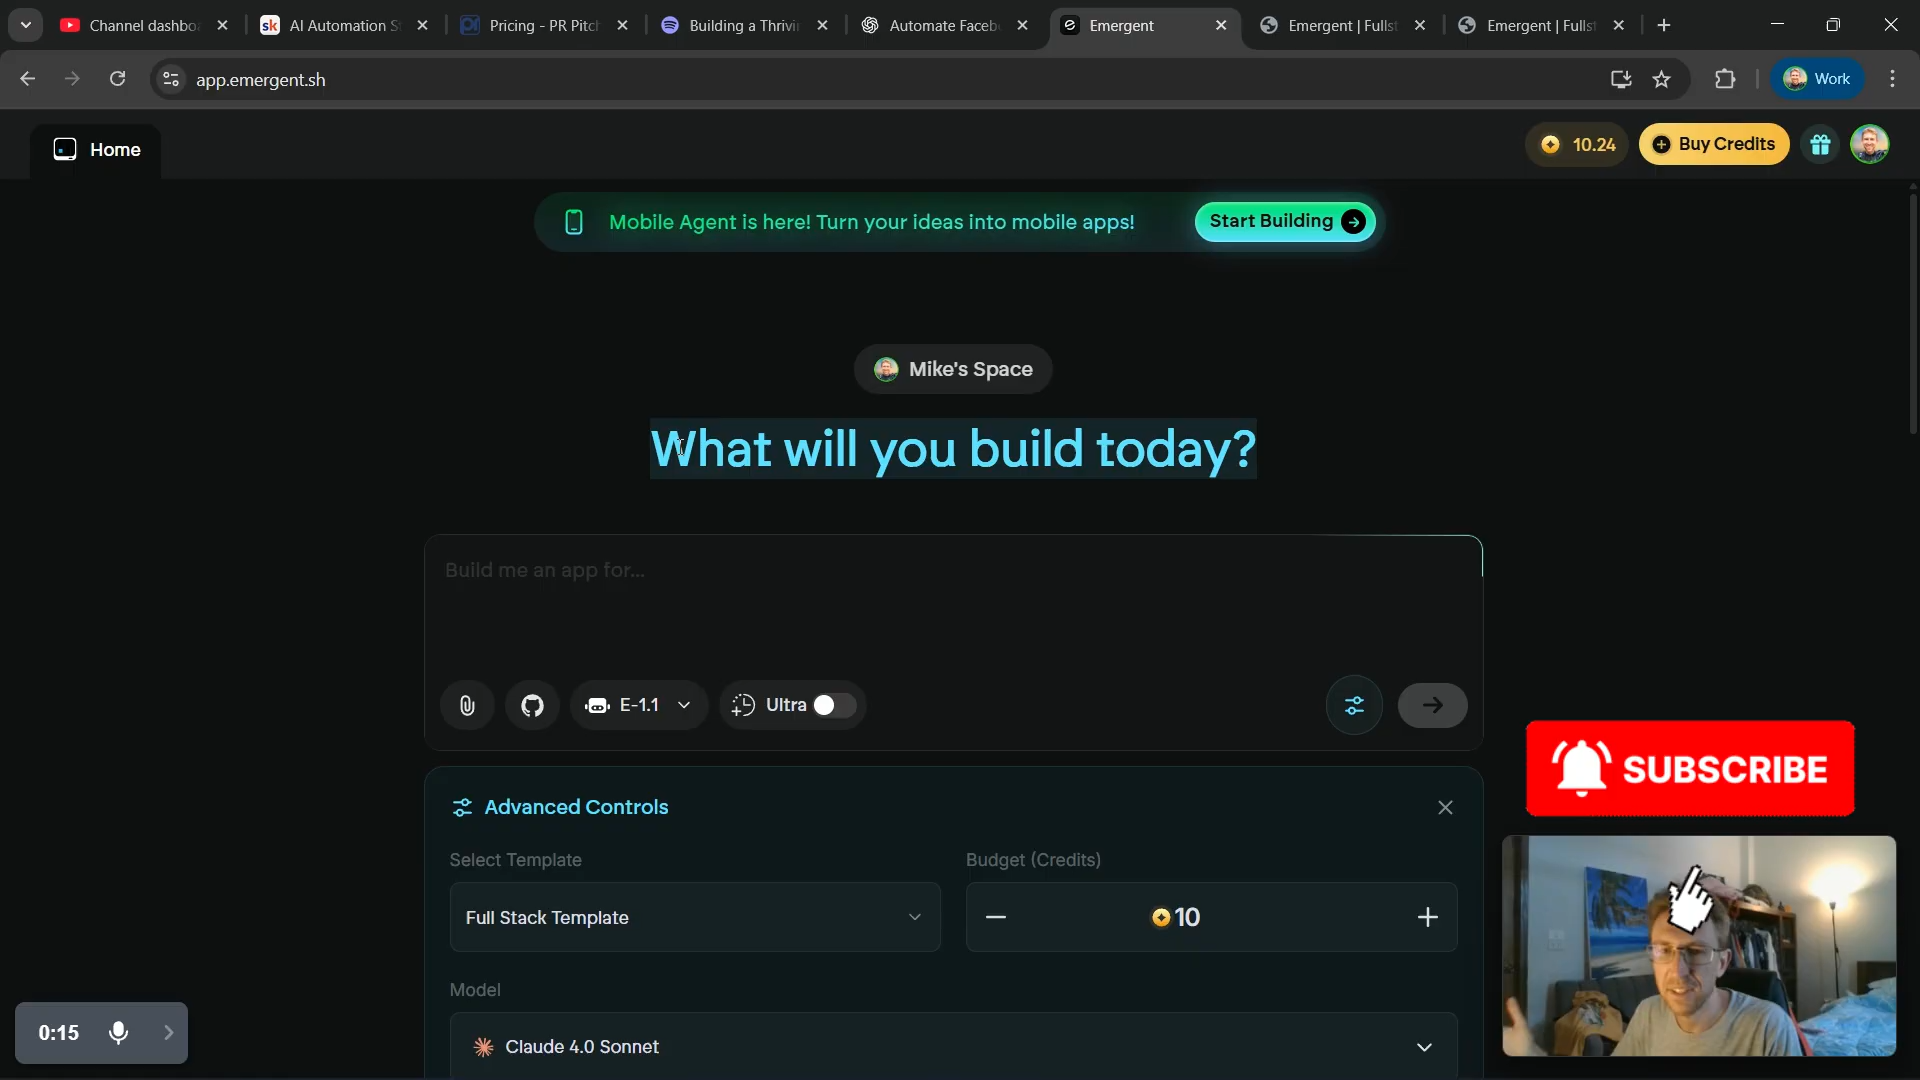 Channel dashbo
sk
AI Automation S
Pricing - PR Pitch
Building a Thrivi
Automate Faceb
Emergent
Emergent | Fulls
Emergent | Fulls
app.emergent.sh
Work
Home
10.24
Buy Credits
Mobile Agent is here! Turn your ideas into mobile apps!
Start Building
Mike's Space
What will you build today?
Build me an app for...
E-1.1
Ultra
SUBSCRIBE
Advanced Controls
Select Template
Budget (Credits)
Full Stack Template
10
Model
Claude 4.0 Sonnet
0:15